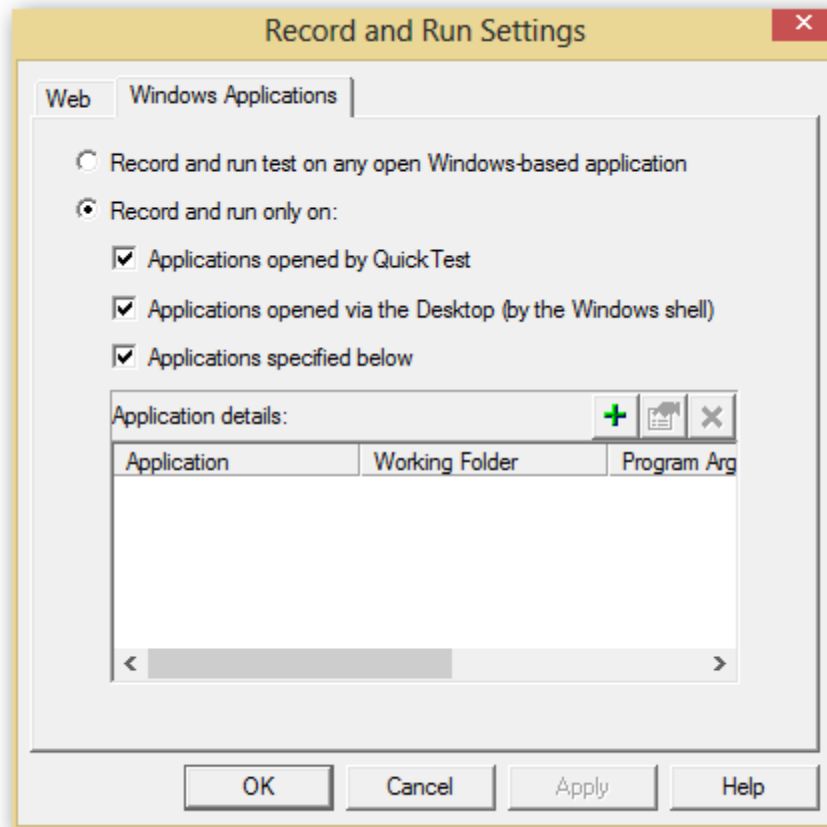 Record and Run Settings
Web
Windows Applications
Record and run test on any open Windows-based application
Record and run only on:
Applications opened by QuickTest
Applications opened via the Desktop (by the Windows shell)
Applications specified below
Application details:
Application Working Folder Program Arg
OK Cancel Apply Help